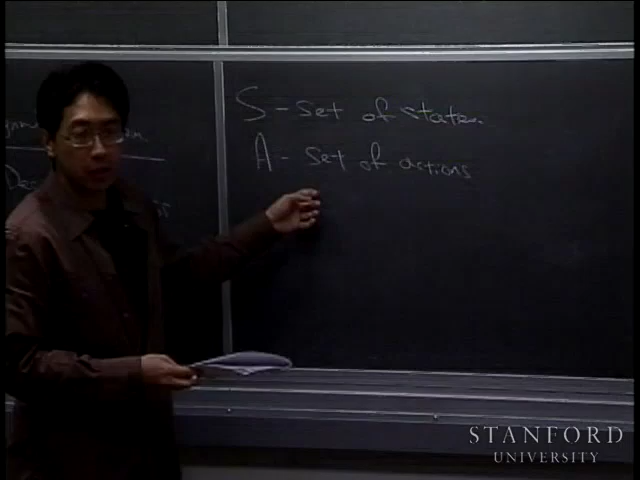 S - set of states.
A - set of actions
STANFORD
UNIVERSITY